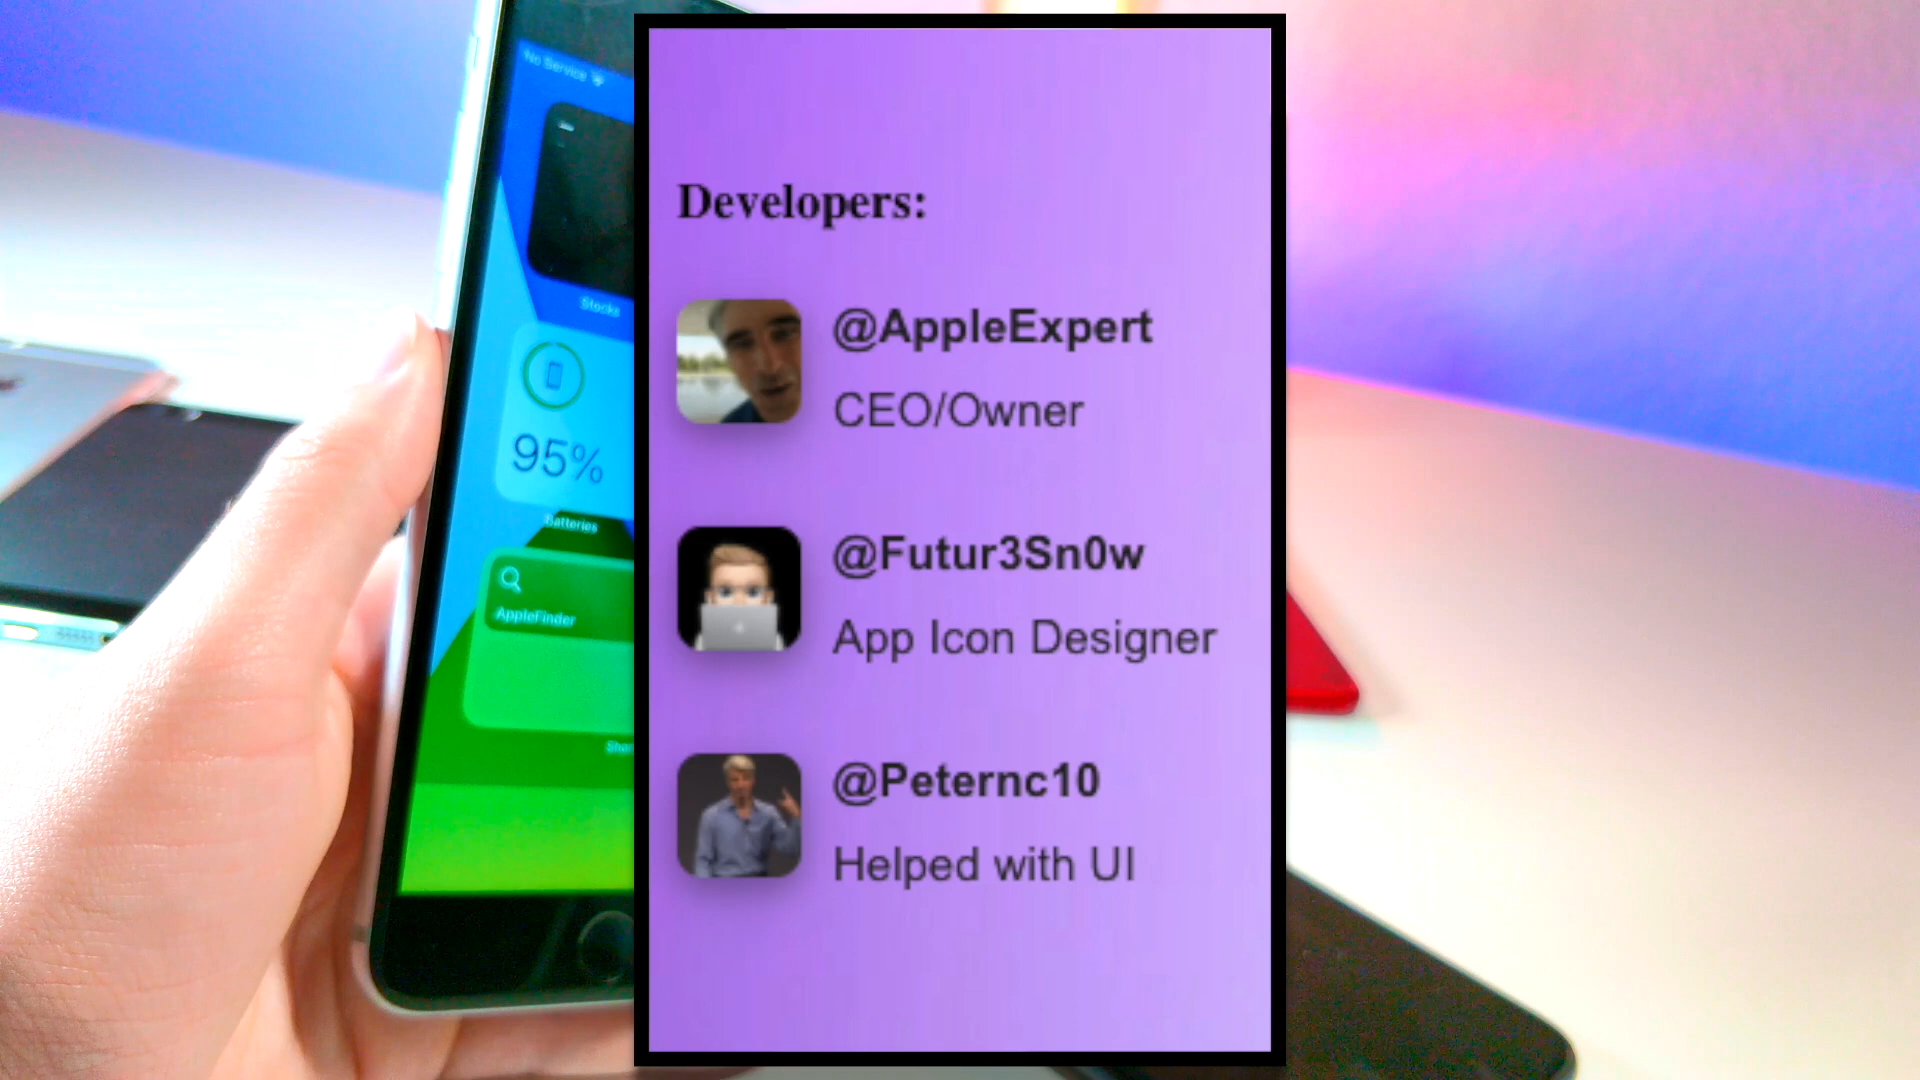 No Service
Stocks
95%
Batteries
AppleFinder
Developers:
@AppleExpert
CEO/Owner
@Futur3Sn0w
App Icon Designer
@Peternc10
Helped with UI